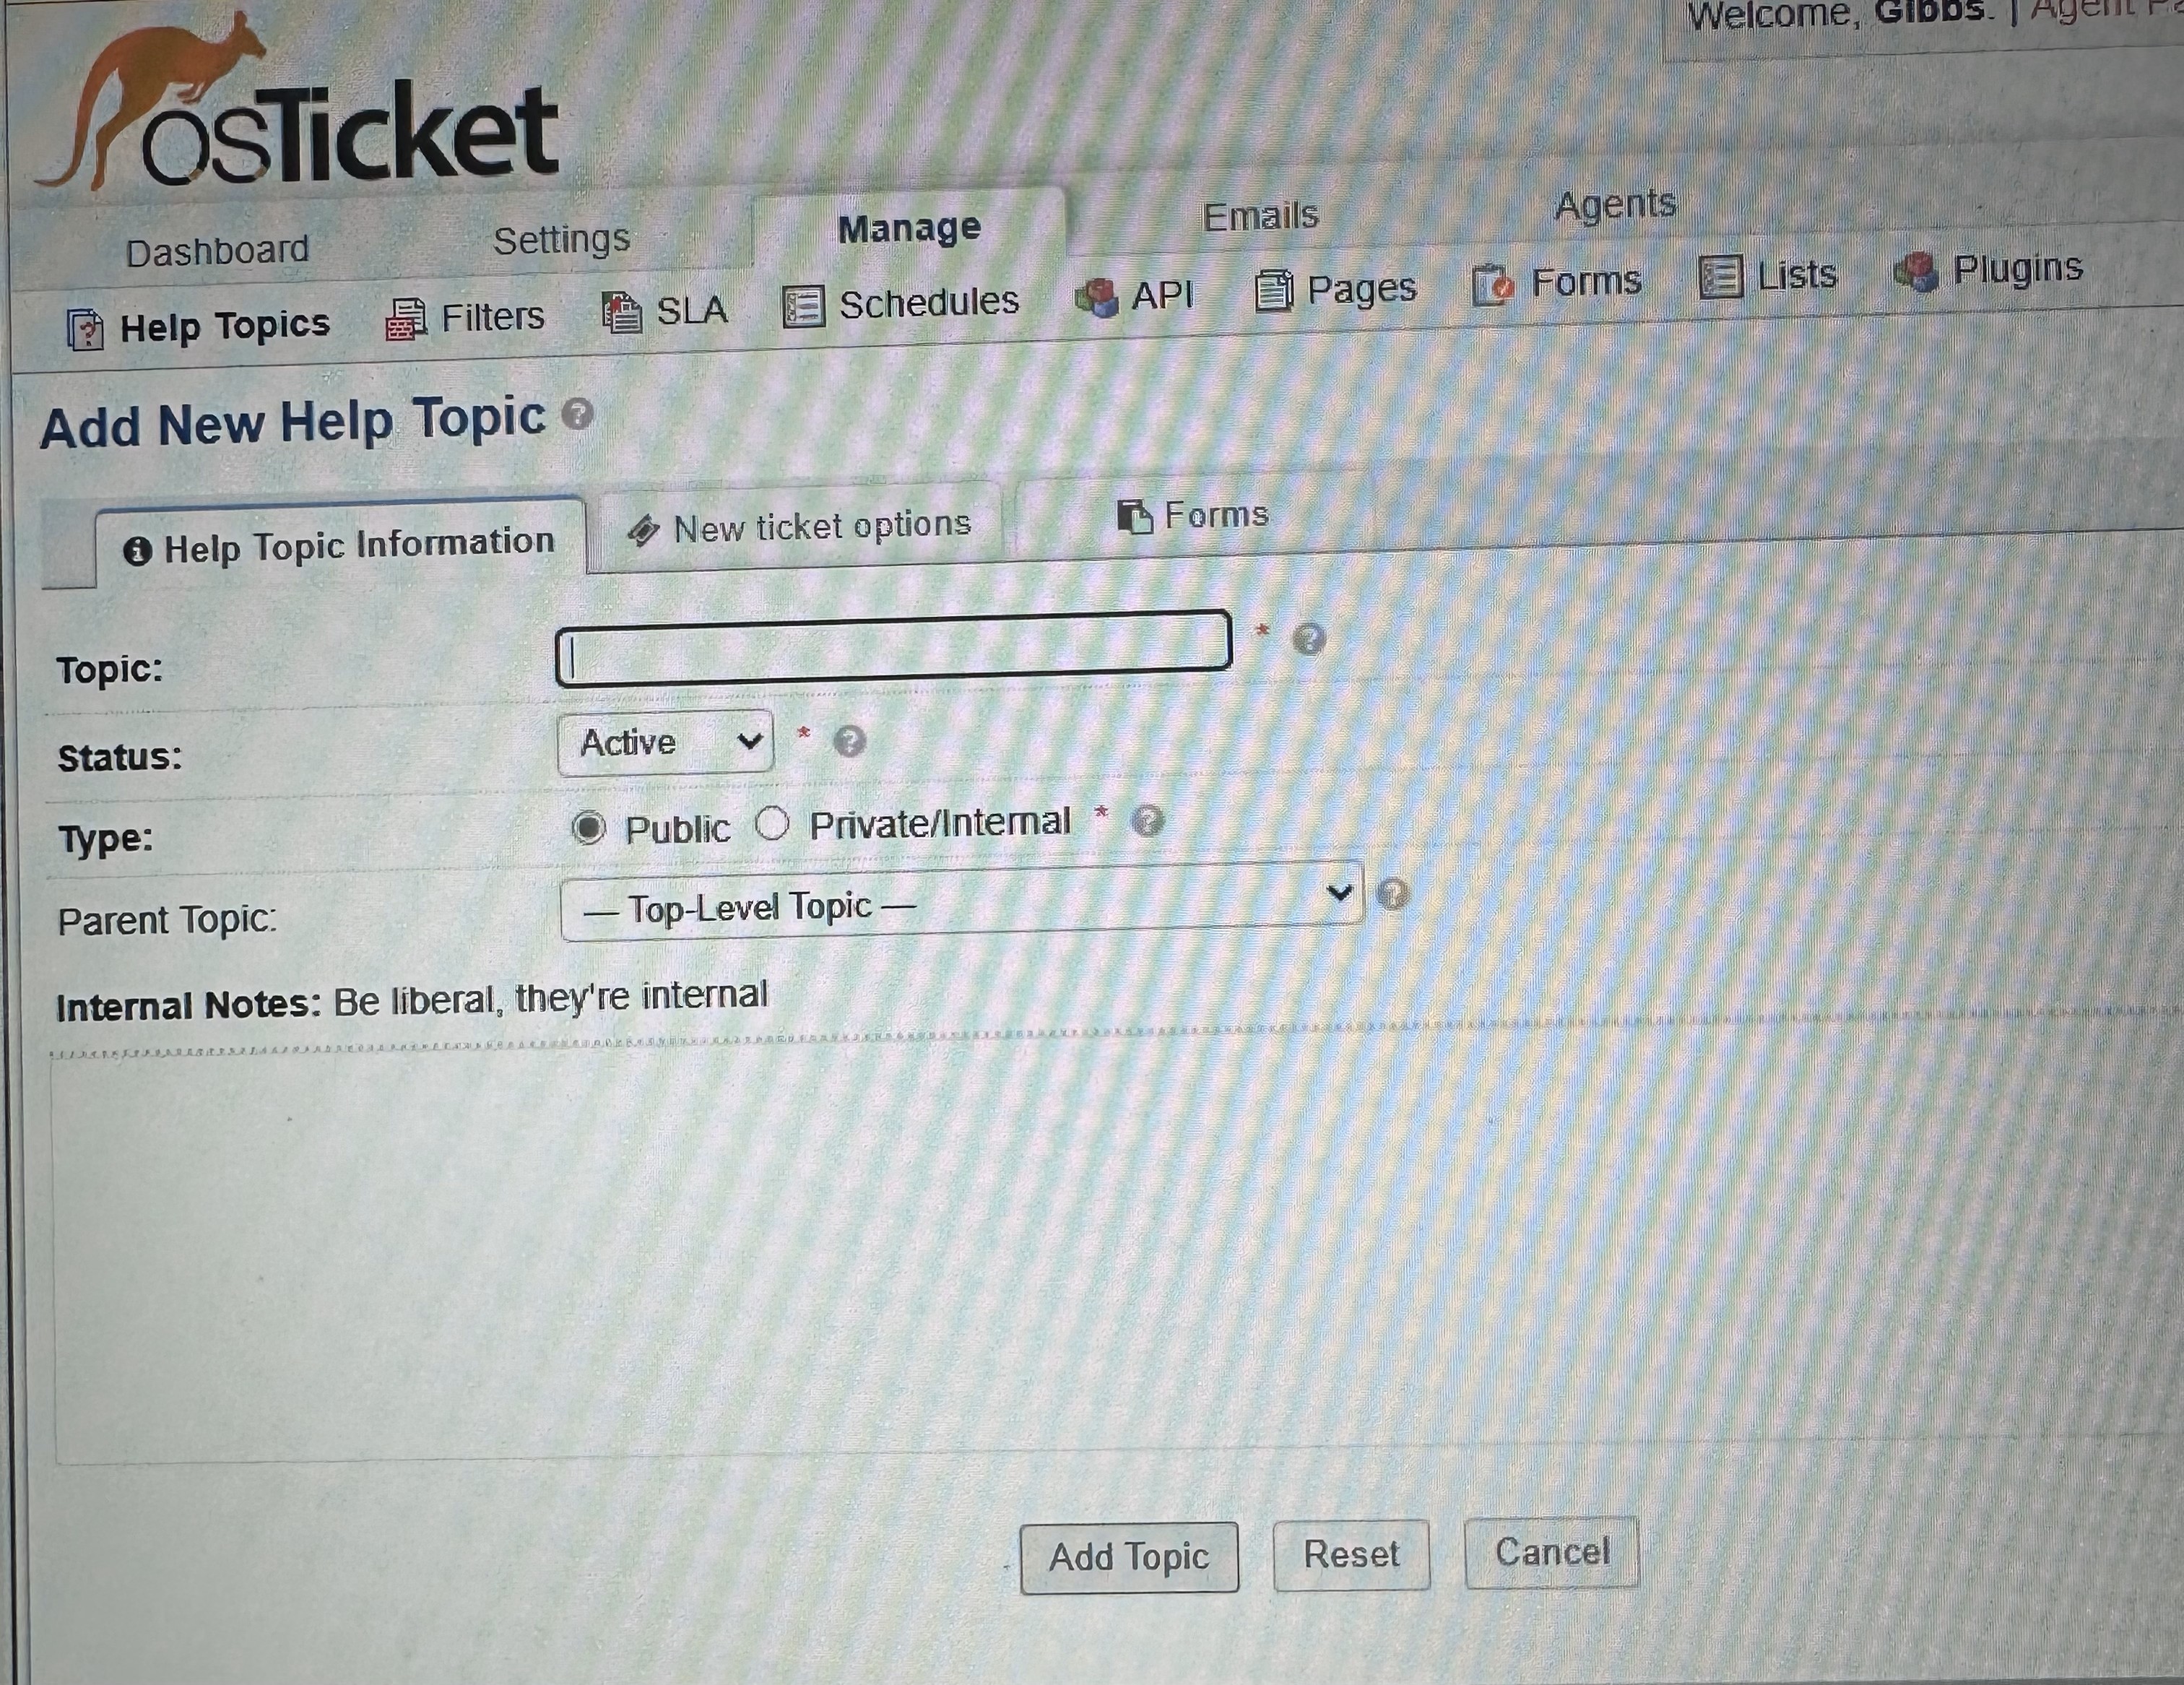 Welcome, Gibbs. | Agent
osTicket
Dashboard Settings Manage Emails Agents
Help Topics Filters SLA Schedules API Pages Forms Lists Plugins
Add New Help Topic
Help Topic Information New ticket options Forms
Topic: *
Status: Active *
Type: Public Private/Internal *
Parent Topic: — Top-Level Topic —
Internal Notes: Be liberal, they're internal
Add Topic Reset Cancel